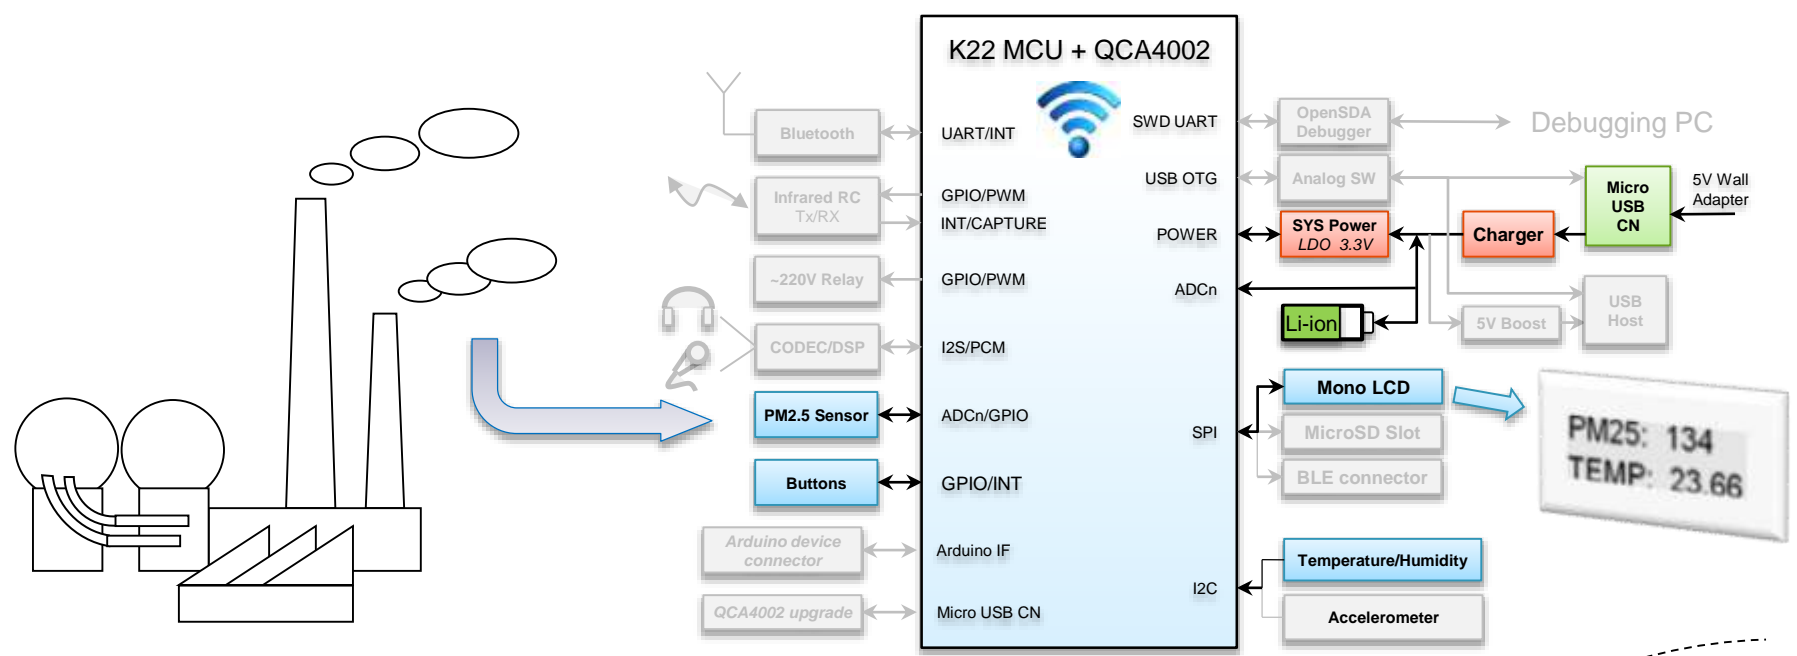 K22 MCU + QCA4002
Bluetooth
UART/INT
Infrared RC
Tx/RX
GPIO/PWM
INT/CAPTURE
~220V Relay
GPIO/PWM
CODEC/DSP
I2S/PCM
PM2.5 Sensor
ADCn/GPIO
Buttons
GPIO/INT
Arduino device
connector
Arduino IF
QCA4002 upgrade
Micro USB CN
SWD UART
OpenSDA
Debugger
Debugging PC
USB OTG
Analog SW
Micro
USB
CN
5V Wall
Adapter
POWER
SYS Power
LDO 3.3V
Charger
ADCn
Li-ion
5V Boost
USB
Host
SPI
Mono LCD
MicroSD Slot
BLE connector
PM25: 134
TEMP: 23.66
I2C
Temperature/Humidity
Accelerometer